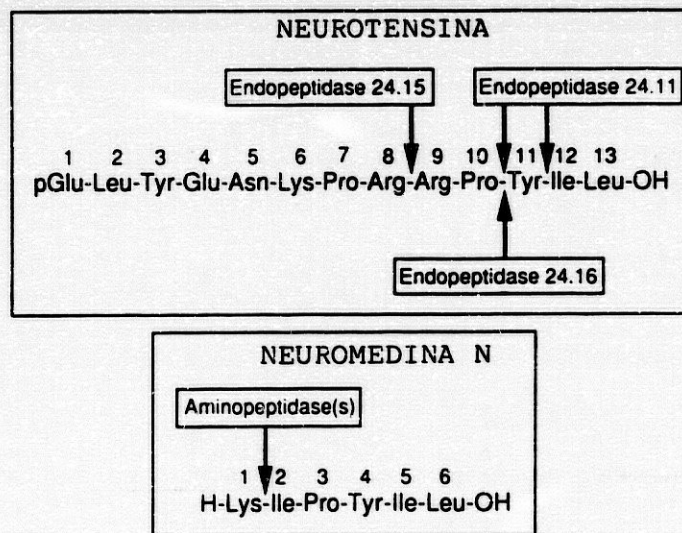 NEUROTENSINA
Endopeptidase 24.15 Endopeptidase 24.11
1 2 3 4 5 6 7 8 9 10 11 12 13
pGlu-Leu-Tyr-Glu-Asn-Lys-Pro-Arg-Arg-Pro-Tyr-Ile-Leu-OH
Endopeptidase 24.16
NEUROMEDINA N
Aminopeptidase(s)
1 2 3 4 5 6
H-Lys-Ile-Pro-Tyr-Ile-Leu-OH